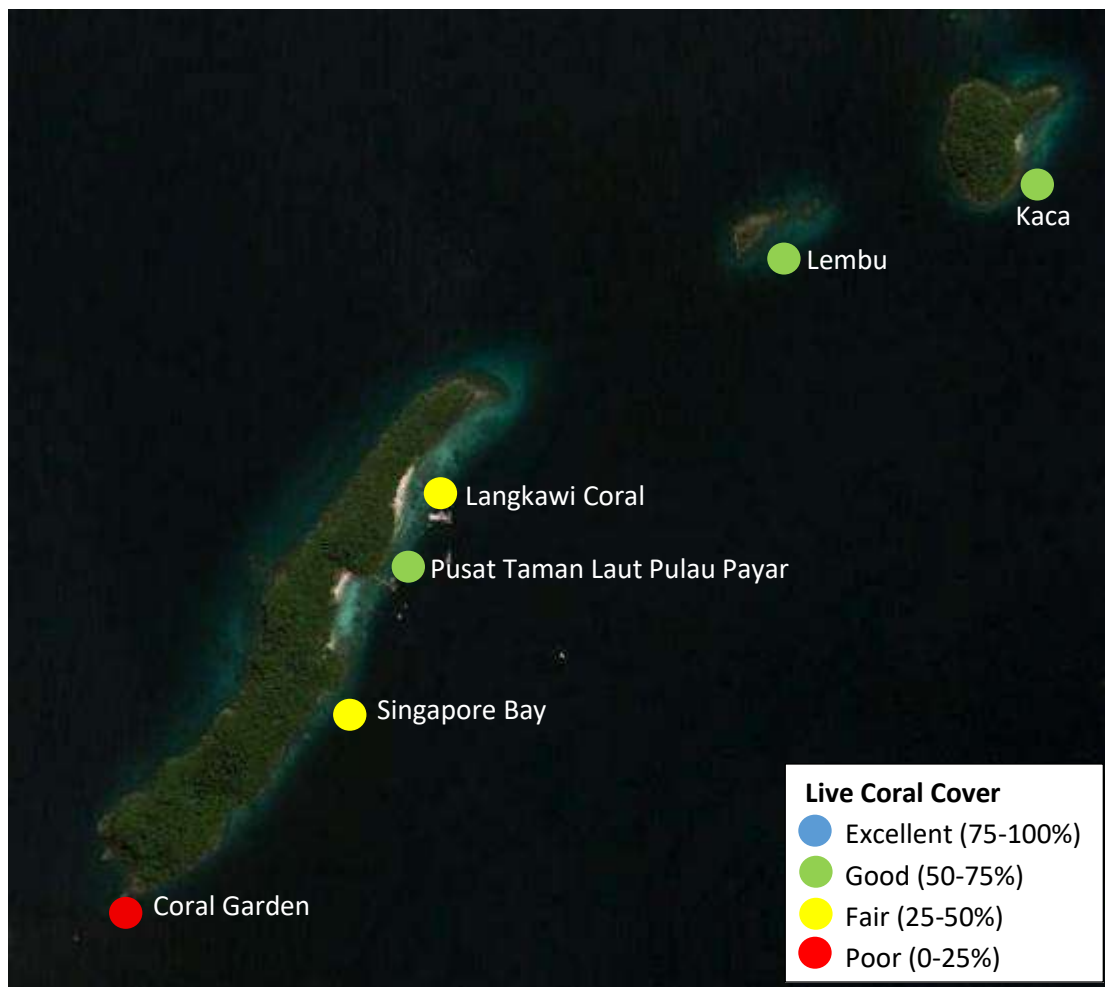 Kaca
Lembu
Langkawi Coral
Pusat Taman Laut Pulau Payar
Singapore Bay
Coral Garden
Live Coral Cover
Excellent (75-100%)
Good (50-75%)
Fair (25-50%)
Poor (0-25%)